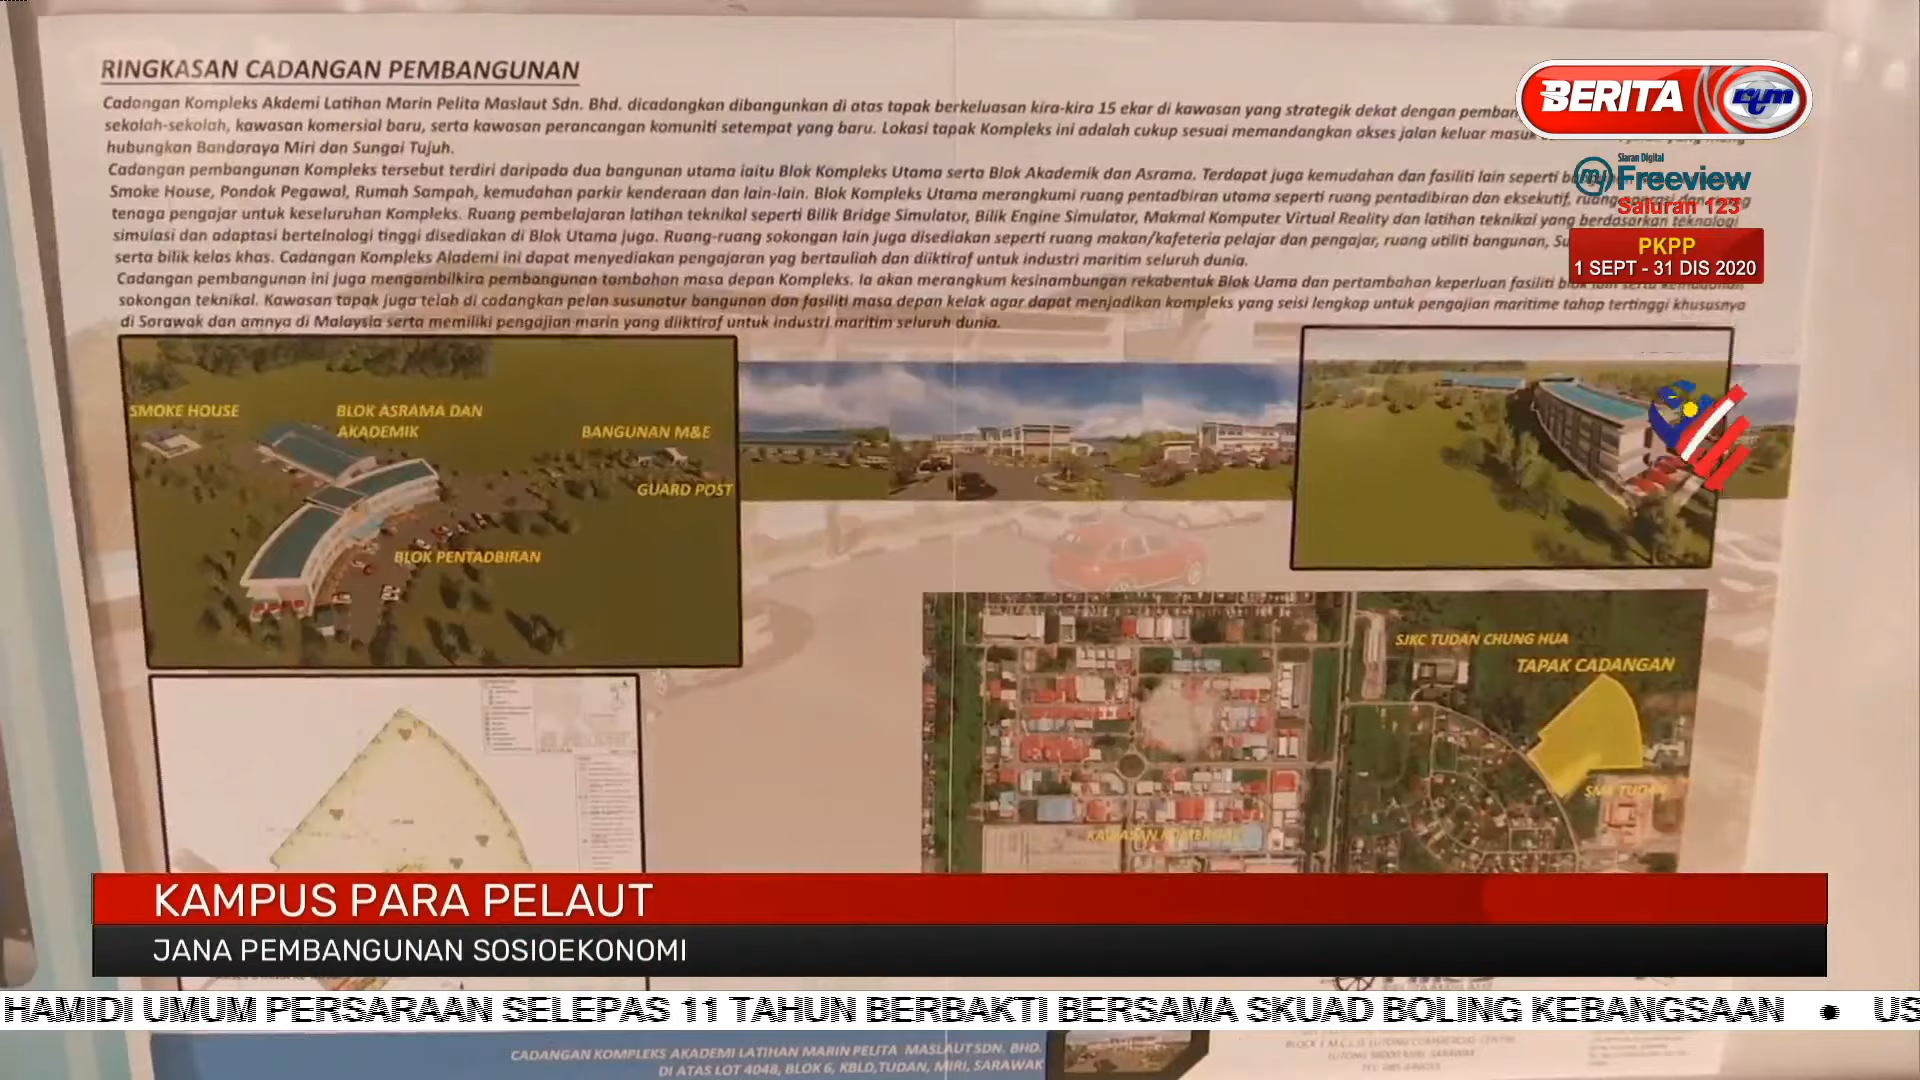 RINGKASAN CADANGAN PEMBANGUNAN
Cadangan Kompleks Akdemi Latihan Marin Pelita Maslaut Sdn. Bhd. dicadangkan dibangunkan di atas tapak berkeluasan kira-kira 15 ekar di kawasan yang strategik dekat dengan
sekolah-sekolah, kawasan komersial baru, serta kawasan perancangan komuniti setempat yang baru. Lokasi tapak Kompleks ini adalah cukup sesuai memandangkan akses jalan keluar masuk
hubungkan Bandaraya Miri dan Sungai Tujuh.
Cadangan pembangunan Kompleks tersebut terdiri daripada dua bangunan utama iaitu Blok Kompleks Utama serta Blok Akademik dan Asrama. Terdapat juga kemudahan dan fasiliti lain seperti
Smoke House, Pondok Pegawal, Rumah Sampah, kemudahan parkir kenderaan dan lain-lain. Blok Kompleks Utama merangkumi ruang pentadbiran utama seperti ruang pentadibiran dan eksekutif,
tenaga pengajar untuk keseluruhan Kompleks. Ruang pembelajaran latihan teknikal seperti Bilik Bridge Simulator, Bilik Engine Simulator, Makmal Komputer Virtual Reality dan latihan teknikal yang berdasarkan teknologi
simulasi dan adaptasi bertelnologi tinggi disediakan di Blok Utama juga. Ruang-ruang sokongan lain juga disediakan seperti ruang makan/kafeteria pelajar dan pengajar, ruang utiliti bangunan,
serta bilik kelas khas. Cadangan Kompleks Alademi ini dapat menyediakan pengajaran yag bertauliah dan diiktiraf untuk industri maritim seluruh dunia.
Cadangan pembangunan ini juga mengambilkira pembangunan tambahan masa depan Kompleks. Ia akan merangkum kesinambungan rekabentuk Blok Uama dan pertambahan keperluan fasiliti
sokongan teknikal. Kawasan tapak juga telah di cadangkan pelan susunatur bangunan dan fasiliti masa depan kelak agar dapat menjadikan kompleks yang seisi lengkap untuk pengajian maritime tahap tertinggi khususnya
di Sarawak dan amnya di Malaysia serta memiliki pengajian marin yang diiktiraf untuk industri maritim seluruh dunia.
BERITA rtm
Siaran Digital
my Freeview
Saluran 123
PKPP
1 SEPT - 31 DIS 2020
SMOKE HOUSE
BLOK ASRAMA DAN
AKADEMIK
BANGUNAN M&E
GUARD POST
BLOK PENTADBIRAN
SJKC TUDAN CHUNG HUA
TAPAK CADANGAN
SMK TUDAN
KAWASAN KOMERSIAL
KAMPUS PARA PELAUT
JANA PEMBANGUNAN SOSIOEKONOMI
HAMIDI UMUM PERSARAAN SELEPAS 11 TAHUN BERBAKTI BERSAMA SKUAD BOLING KEBANGSAAN • US
CADANGAN KOMPLEKS AKADEMI LATIHAN MARIN PELITA MASLAUT SDN. BHD.
DI ATAS LOT 4048, BLOK 6, KBLD,TUDAN, MIRI, SARAWAK